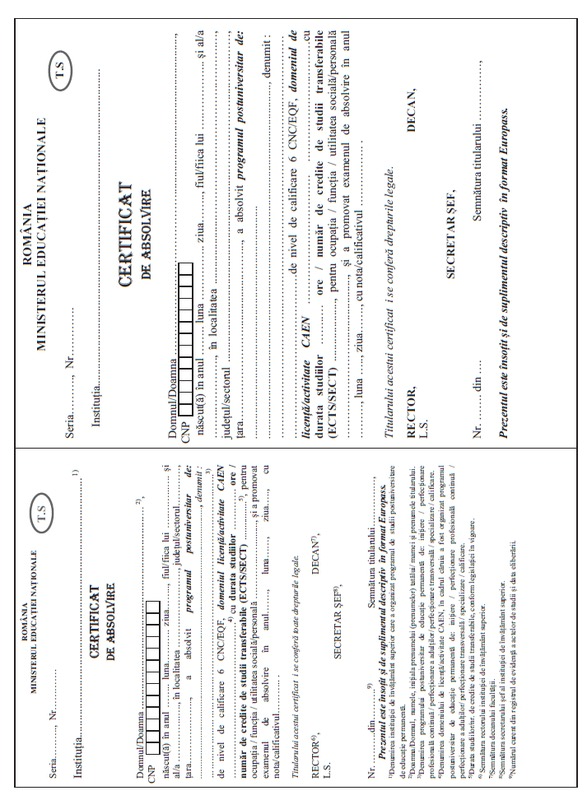 ROMÂNIA
MINISTERUL EDUCAȚIEI NAȚIONALE
T.S
Seria........, Nr...........
Instituția...........................................
CERTIFICAT
DE ABSOLVIRE
Domnul/Doamna ......................................................,
CNP
născut(ă) în anul ........, luna ............... ziua......., fiul/fiica lui ................ și al/a
..................., în localitatea ...................................................,
județul/sectorul ......................................................
țara................................, a absolvit programul postuniversitar de:
......................................................
......................................................, denumit :
......................................................
..................................de nivel de calificare 6 CNC/EQF, domeniul de
licență/activitate CAEN ...................................................cu
durata studiilor .......... ore / număr de credite de studii transferabile
(ECTS/SECT) ................, pentru ocupația / funcția / utilitatea socială/personală
................................., și a promovat examenul de absolvire în anul
........, luna ....., ziua......, cu nota/calificativul .................. .
Titularului acestui certificat i se conferă drepturile legale.
RECTOR, DECAN,
L.S.
SECRETAR ȘEF,
Nr. ....... din .... Semnătura titularului................,
Prezentul este însoțit și de suplimentul descriptiv în format Europass.
ROMÂNIA
MINISTERUL EDUCAȚIEI NAȚIONALE
T.S
Seria........ Nr. ..........
Instituția......................................................1)
CERTIFICAT
DE ABSOLVIRE
Domnul/Doamna ......................................................2),
CNP
născut(ă) în anul ............ luna............ ziua......., fiul/fiica lui ................ și
al/a ..................., în localitatea ................, județul/sectorul................,
țara......, a absolvit programul postuniversitar de:
......................................................, denumit :
......................................................3)
de nivel de calificare 6 CNC/EQF, domeniul licență/activitate CAEN
..................................4) cu durata studiilor .......... ore /
număr de credite de studii transferabile (ECTS/SECT) ............5) pentru
ocupația / funcția / utilitatea socială/personală .................. și a promovat
examenul de absolvire în anul......, luna ......., ziua....., cu
nota/calificativul............ .
Titularului acestui certificat i se conferă toate drepturile legale.
RECTOR6), DECAN7),
L.S.
SECRETAR ȘEF8),
Nr. ........din.........9) Semnătura titularului................,
Prezentul este însoțit și de suplimentul descriptiv în format Europass.
1)Denumirea instituției de învățământ superior care a organizat programul de studii postuniversitare
de educație permanentă.
2)Doamna/Domnul, numele, inițiala prenumelui (prenumelor) tatălui/ mamei și prenumele titularului.
3)Denumirea programului postuniversitar de educație permanentă de: inițiere / perfecționare
profesională continuă / perfecționare a adulților/ perfecționare transversală / specializare / calificare.
4)Denumirea domeniului de licență/activitate CAEN, în cadrul căruia a fost organizat programul
postuniversitar de educație permanentă de: inițiere / perfecționare profesională continuă /
perfecționare a adulților/ perfecționare transversală / specializare / calificare.
5)Durata studiilor/nr. de credite de studii transferabile, conform legislației în vigoare.
6) Semnătura rectorului instituției de învățământ superior.
7)Semnătura decanului facultății.
8)Semnătura secretarului șef al instituției de învățământ superior.
9)Numărul curent din registrul de evidență a actelor de studii și data eliberării.